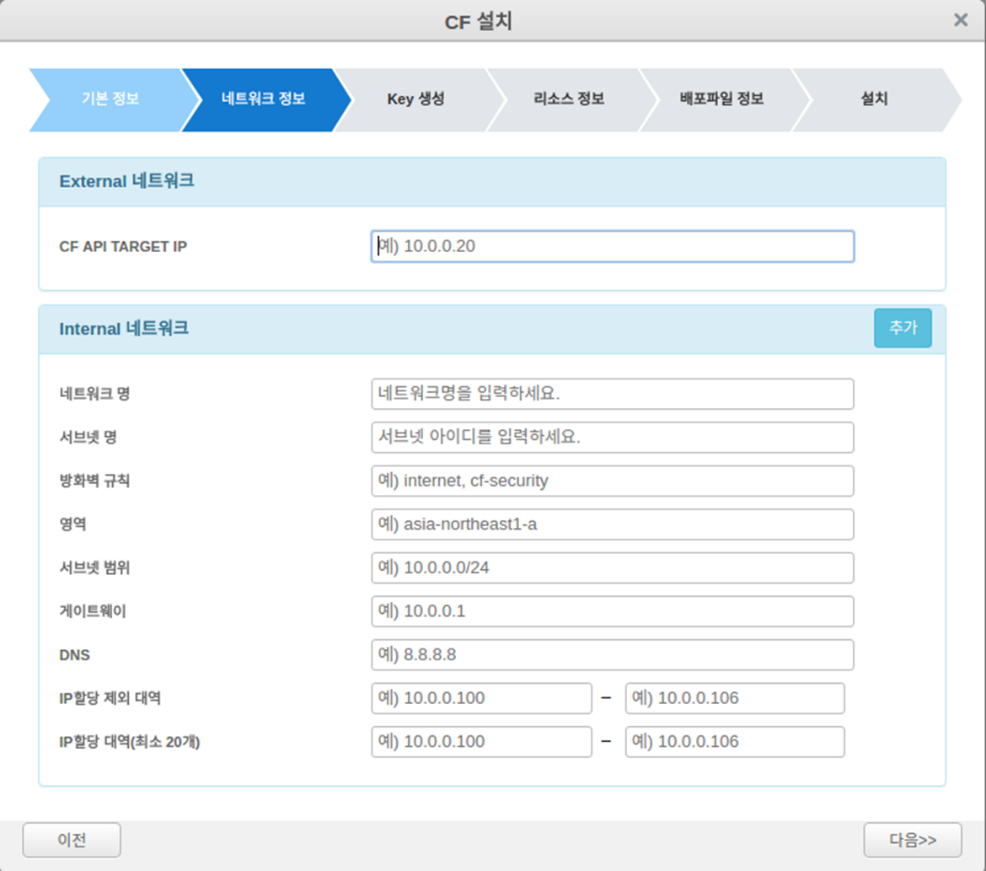 CF 설치
×
기본 정보 네트워크 정보 Key 생성 리소스 정보 배포파일 정보 설치
External 네트워크
CF API TARGET IP 예) 10.0.0.20
Internal 네트워크 추가
네트워크 명 네트워크명을 입력하세요.
서브넷 명 서브넷 아이디를 입력하세요.
방화벽 규칙 예) internet, cf-security
영역 예) asia-northeast1-a
서브넷 범위 예) 10.0.0.0/24
게이트웨이 예) 10.0.0.1
DNS 예) 8.8.8.8
IP할당 제외 대역 예) 10.0.0.100 – 예) 10.0.0.106
IP할당 대역(최소 20개) 예) 10.0.0.100 – 예) 10.0.0.106
이전 다음>>